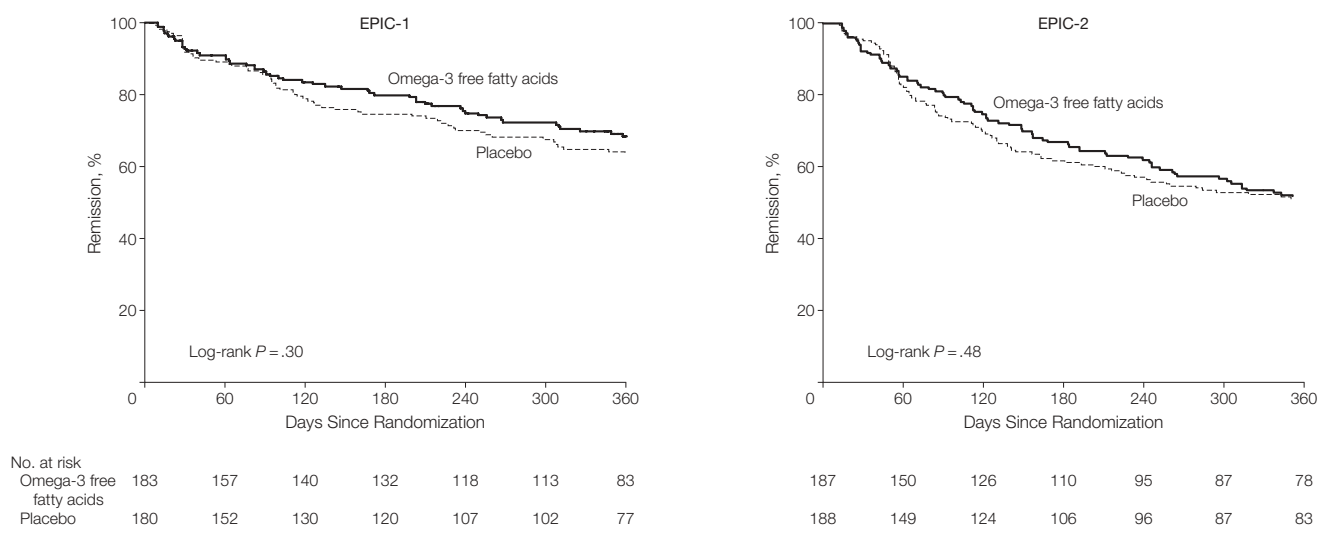 EPIC-1
100
80
60
40
20
0
Remission, %
Omega-3 free fatty acids
Placebo
Log-rank P = .30
0 60 120 180 240 300 360
Days Since Randomization
EPIC-2
100
80
60
40
20
Remission, %
Omega-3 free fatty acids
Placebo
Log-rank P = .48
0 60 120 180 240 300 360
Days Since Randomization
No. at risk
Omega-3 free 183 157 140 132 118 113 83 187 150 126 110 95 87 78
fatty acids
Placebo 180 152 130 120 107 102 77 188 149 124 106 96 87 83